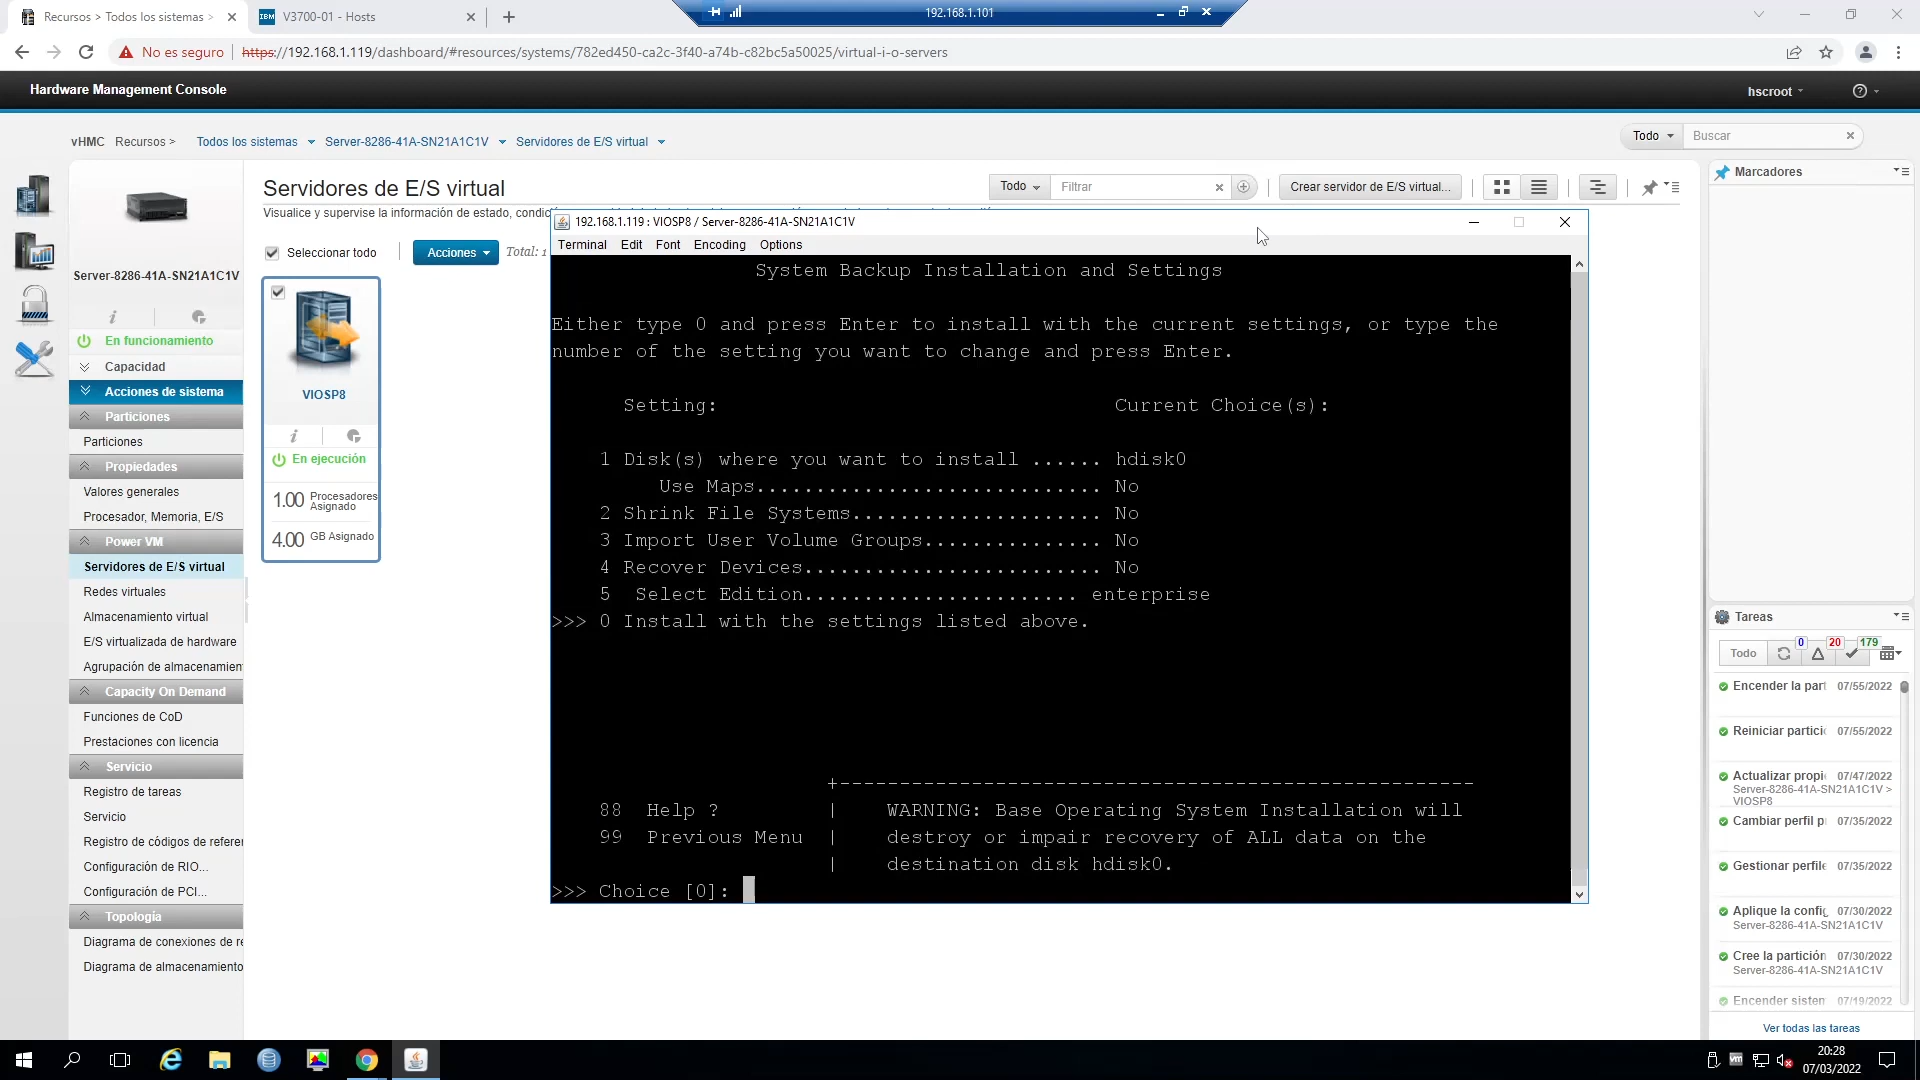 Recursos > Todos los sistemas >
IBM
V3700-01 - Hosts
192.168.1.101
No es seguro
https://192.168.1.119/dashboard/#resources/systems/782ed450-ca2c-3f40-a74b-c82bc5a50025/virtual-i-o-servers
Hardware Management Console
hscroot
vHMC Recursos > Todos los sistemas Server-8286-41A-SN21A1C1V Servidores de E/S virtual
Todo
Buscar
Server-8286-41A-SN21A1C1V
En funcionamiento
Capacidad
Acciones de sistema
Particiones
Particiones
Propiedades
Valores generales
Procesador, Memoria, E/S
Power VM
Servidores de E/S virtual
Redes virtuales
Almacenamiento virtual
E/S virtualizada de hardware
Agrupación de almacenamien
Capacity On Demand
Funciones de CoD
Prestaciones con licencia
Servicio
Registro de tareas
Servicio
Registro de códigos de referer
Configuración de RIO...
Configuración de PCI...
Topología
Diagrama de conexiones de re
Diagrama de almacenamiento
Servidores de E/S virtual
Todo
Filtrar
Crear servidor de E/S virtual...
Visualice y supervise la información de estado,
Seleccionar todo
Acciones
Total: 1
VIOSP8
En ejecución
1.00 Procesadores Asignado
4.00 GB Asignado
192.168.1.119 : VIOSP8 / Server-8286-41A-SN21A1C1V
Terminal Edit Font Encoding Options
System Backup Installation and Settings
Either type 0 and press Enter to install with the current settings, or type the
number of the setting you want to change and press Enter.
Setting: Current Choice(s):
1 Disk(s) where you want to install ...... hdisk0
Use Maps............................. No
2 Shrink File Systems..................... No
3 Import User Volume Groups............... No
4 Recover Devices......................... No
5 Select Edition....................... enterprise
>>> 0 Install with the settings listed above.
+-----------------------------------------------------
88 Help ? | WARNING: Base Operating System Installation will
99 Previous Menu | destroy or impair recovery of ALL data on the
| destination disk hdisk0.
>>> Choice [0]:
Marcadores
Tareas
Todo
0
20
179
Encender la part 07/55/2022
Reiniciar partici 07/55/2022
Actualizar propi 07/47/2022
Server-8286-41A-SN21A1C1V >
VIOSP8
Cambiar perfil p 07/35/2022
Gestionar perfile 07/35/2022
Aplique la config 07/30/2022
Server-8286-41A-SN21A1C1V
Cree la partición 07/30/2022
Server-8286-41A-SN21A1C1V
Encender sistem 07/19/2022
Ver todas las tareas
20:28
07/03/2022